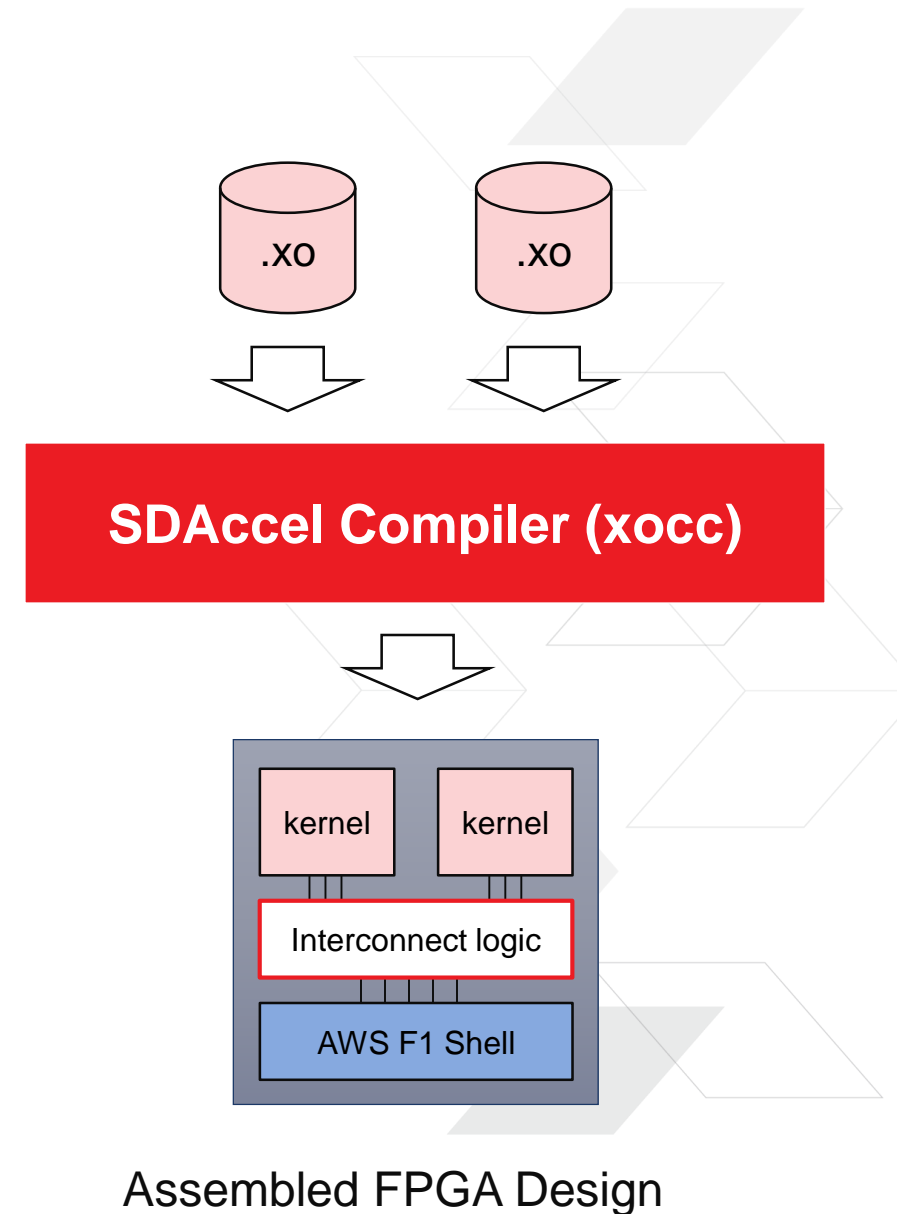 .xo
.xo
SDAccel Compiler (xocc)
kernel
kernel
Interconnect logic
AWS F1 Shell
Assembled FPGA Design